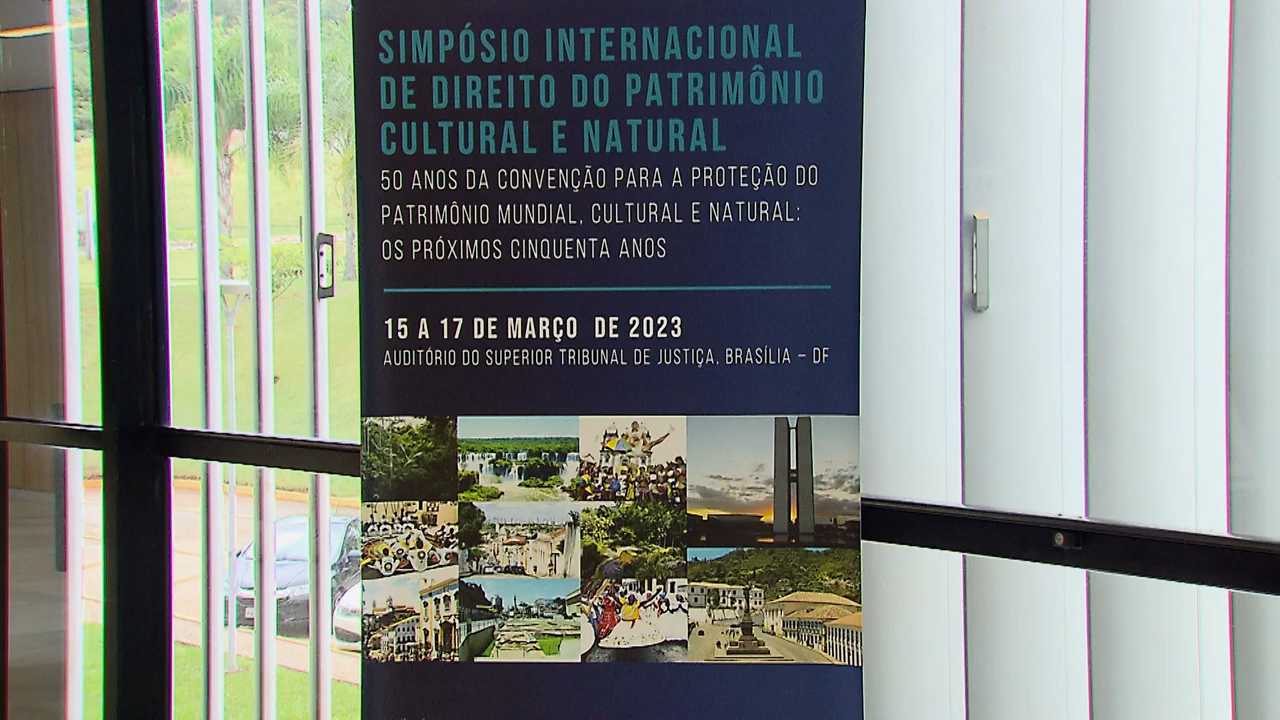 SIMPÓSIO INTERNACIONAL
DE DIREITO DO PATRIMÔNIO
CULTURAL E NATURAL
50 ANOS DA CONVENÇÃO PARA A PROTEÇÃO DO
PATRIMÔNIO MUNDIAL, CULTURAL E NATURAL:
OS PRÓXIMOS CINQUENTA ANOS
15 A 17 DE MARÇO DE 2023
AUDITÓRIO DO SUPERIOR TRIBUNAL DE JUSTIÇA, BRASÍLIA – DF